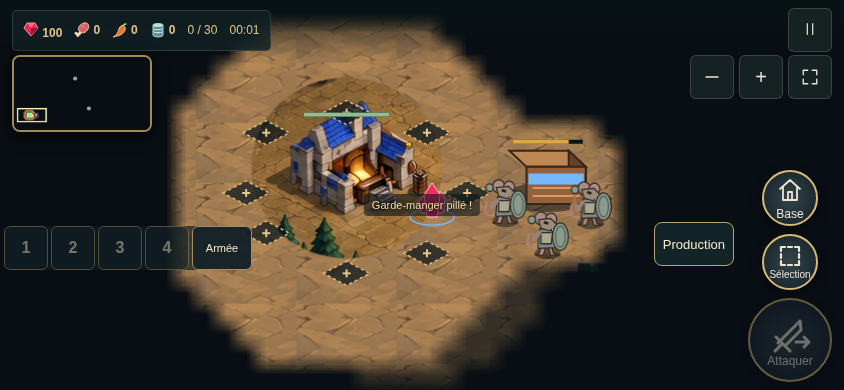 100
0
0
0
0 / 30
00:01
Garde-manger pillé !
1
2
3
4
Armée
Production
Base
Sélection
Attaquer